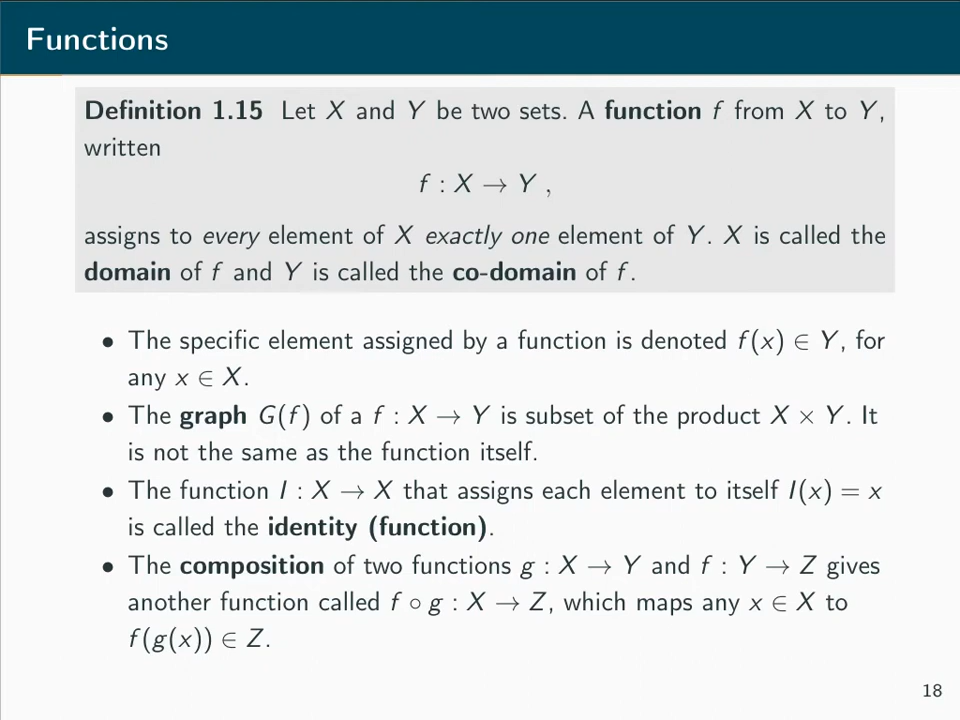 Functions
Definition 1.15 Let X and Y be two sets. A function f from X to Y,
written
f : X → Y ,
assigns to every element of X exactly one element of Y. X is called the
domain of f and Y is called the co-domain of f.
• The specific element assigned by a function is denoted f(x) ∈ Y, for
any x ∈ X.
• The graph G(f) of a f : X → Y is subset of the product X × Y. It
is not the same as the function itself.
• The function I : X → X that assigns each element to itself I(x) = x
is called the identity (function).
• The composition of two functions g : X → Y and f : Y → Z gives
another function called f ∘ g : X → Z, which maps any x ∈ X to
f(g(x)) ∈ Z.
18